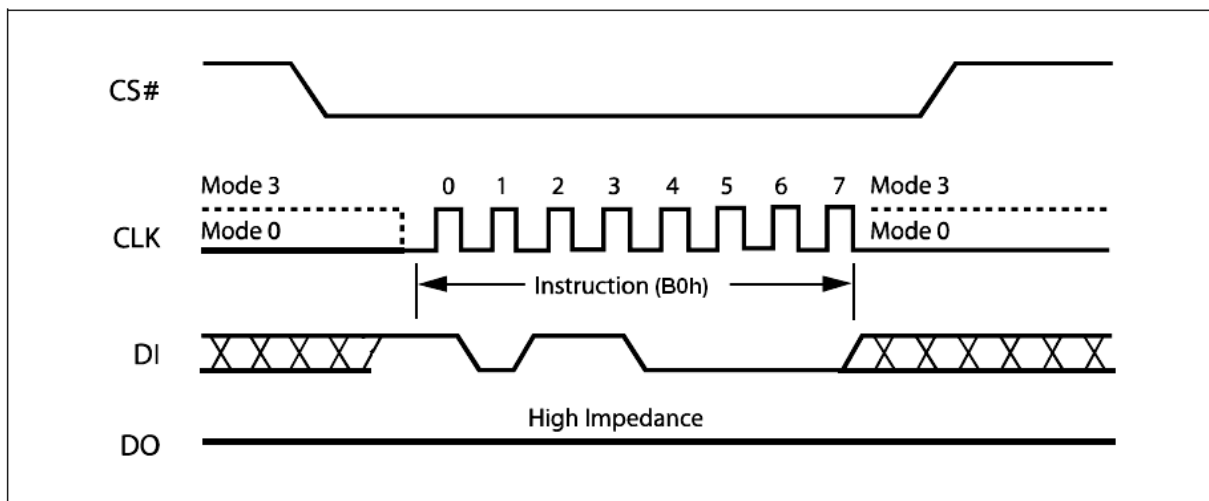 CS#
Mode 3 0 1 2 3 4 5 6 7 Mode 3
CLK Mode 0 Mode 0
Instruction (B0h)
DI
High Impedance
DO